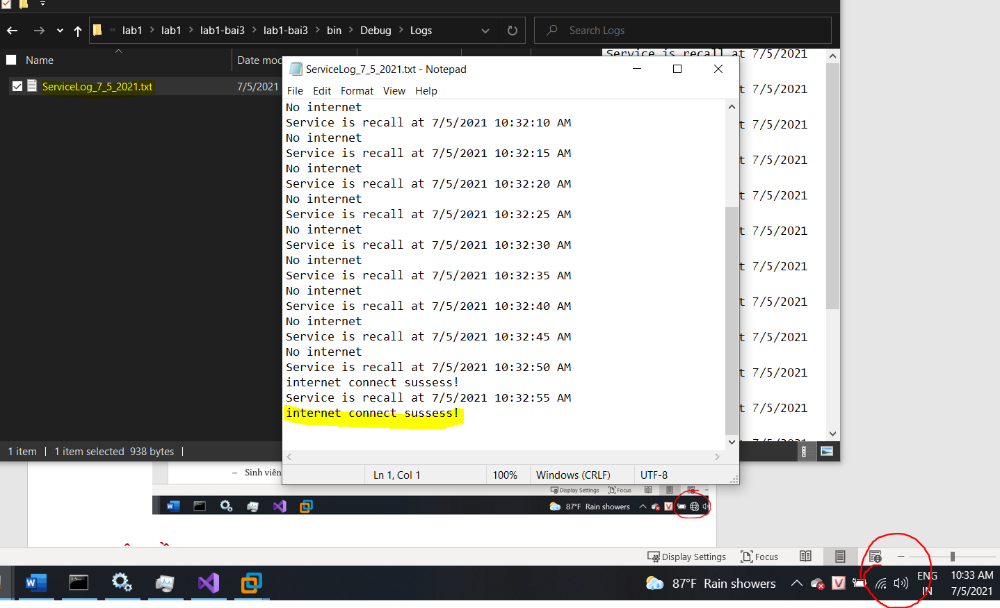 « lab1 > lab1 > lab1-bai3 > lab1-bai3 > bin > Debug > Logs
Search Logs
Name
Date mod
ServiceLog_7_5_2021.txt
7/5/2021
ServiceLog_7_5_2021.txt - Notepad
File Edit Format View Help
No internet
Service is recall at 7/5/2021 10:32:10 AM
No internet
Service is recall at 7/5/2021 10:32:15 AM
No internet
Service is recall at 7/5/2021 10:32:20 AM
No internet
Service is recall at 7/5/2021 10:32:25 AM
No internet
Service is recall at 7/5/2021 10:32:30 AM
No internet
Service is recall at 7/5/2021 10:32:35 AM
No internet
Service is recall at 7/5/2021 10:32:40 AM
No internet
Service is recall at 7/5/2021 10:32:45 AM
No internet
Service is recall at 7/5/2021 10:32:50 AM
internet connect sussess!
Service is recall at 7/5/2021 10:32:55 AM
internet connect sussess!
Ln 1, Col 1
100%
Windows (CRLF)
UTF-8
Service is recall at 7/5/2021
t 7/5/2021
t 7/5/2021
t 7/5/2021
t 7/5/2021
t 7/5/2021
t 7/5/2021
t 7/5/2021
t 7/5/2021
t 7/5/2021
t 7/5/2021
t 7/5/2021
1 item
1 item selected 938 bytes
– Sinh viên
Display Settings
Focus
87°F Rain showers
Display Settings
Focus
87°F Rain showers
ENG
IN
10:33 AM
7/5/2021